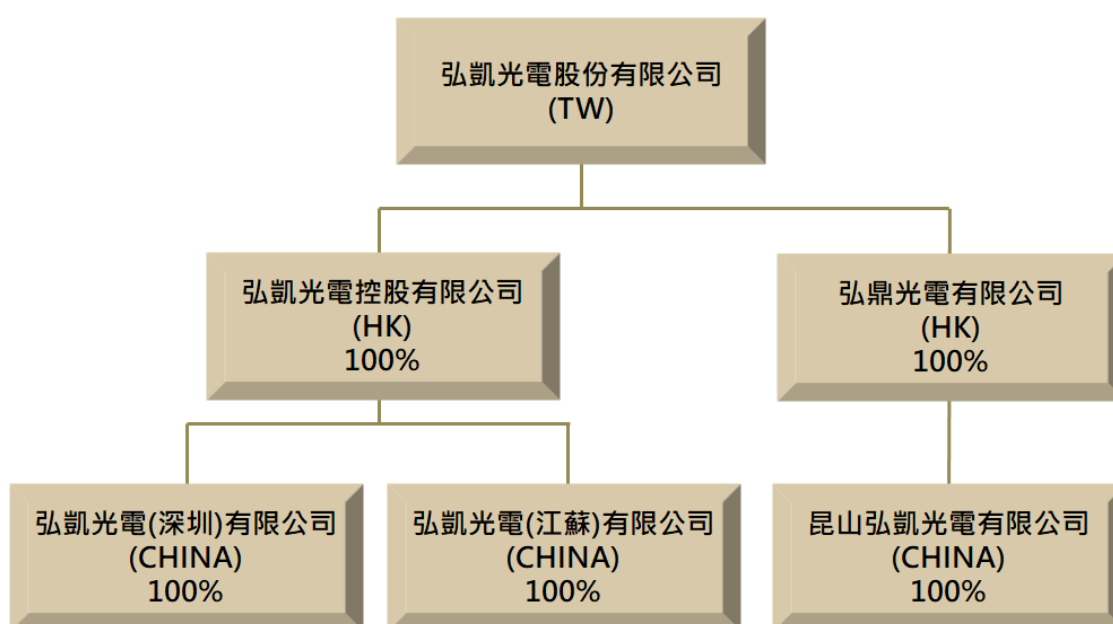 弘凱光電股份有限公司
(TW)
弘凱光電控股有限公司
(HK)
100%
弘鼎光電有限公司
(HK)
100%
弘凱光電(深圳)有限公司
(CHINA)
100%
弘凱光電(江蘇)有限公司
(CHINA)
100%
昆山弘凱光電有限公司
(CHINA)
100%